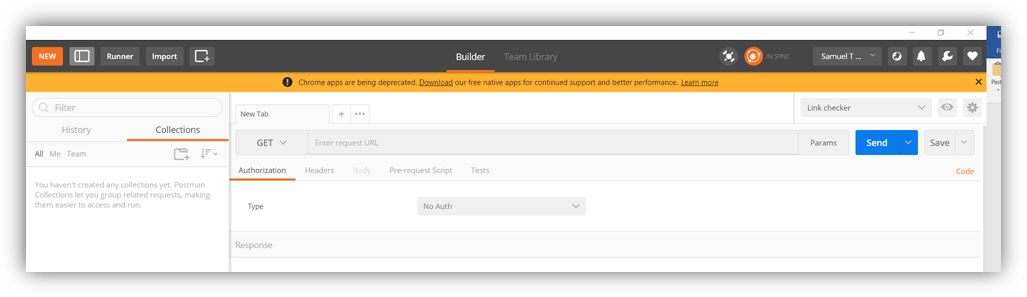 NEW Runner Import Builder Team Library IN SYNC Samuel T ...
Chrome apps are being deprecated. Download our free native apps for continued support and better performance. Learn more
Filter
History Collections
All Me Team
You haven't created any collections yet. Postman
Collections let you group related requests, making
them easier to access and run.
New Tab
Link checker
GET Enter request URL Params Send Save
Authorization Headers Body Pre-request Script Tests Code
Type No Auth
Response